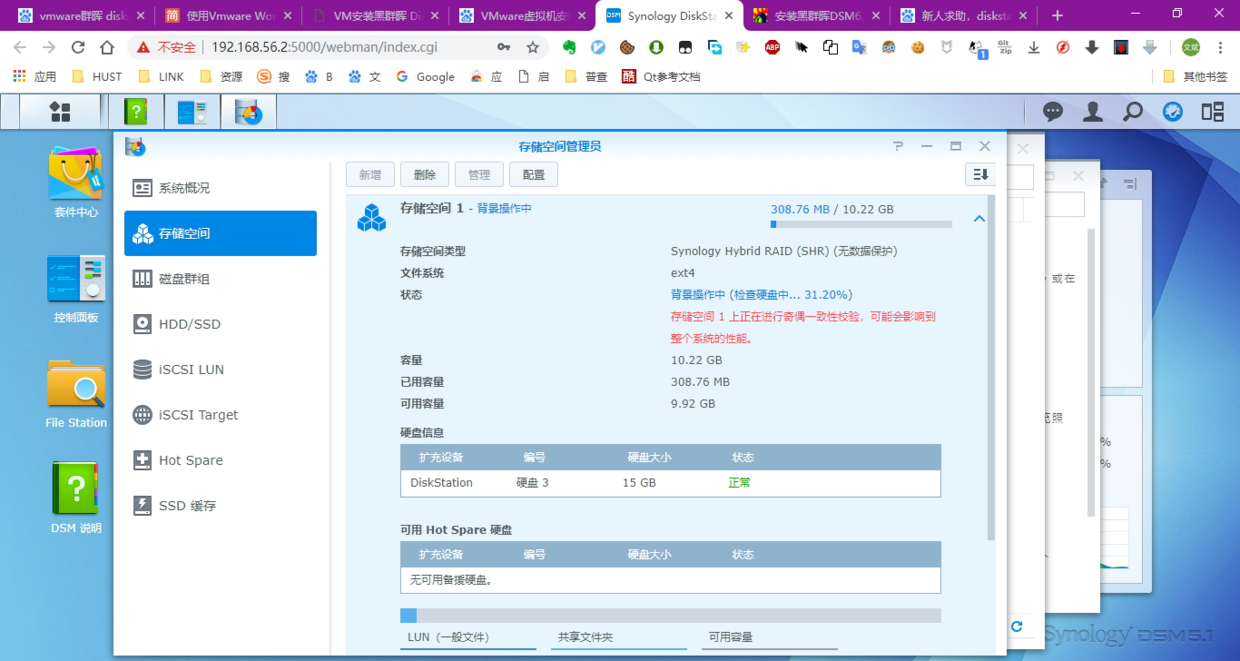 vmware群晖 disk
使用Vmware Wor
VM安装黑群晖 Di
VMware虚拟机安
Synology DiskSta
安装黑群晖DSM6
新人求助，diskst
不安全
192.168.56.2:5000/webman/index.cgi
文斌
应用
HUST
LINK
资源
搜
B
文
Google
应
启
普查
Qt参考文档
其他书签
套件中心
控制面板
File Station
DSM 说明
存储空间管理员
系统概况
存储空间
磁盘群组
HDD/SSD
iSCSI LUN
iSCSI Target
Hot Spare
SSD 缓存
新增
删除
管理
配置
存储空间 1 - 背景操作中
308.76 MB / 10.22 GB
存储空间类型
Synology Hybrid RAID (SHR) (无数据保护)
文件系统
ext4
状态
背景操作中 (检查硬盘中... 31.20%)
存储空间 1 上正在进行奇偶一致性校验，可能会影响到
整个系统的性能。
容量
10.22 GB
已用容量
308.76 MB
可用容量
9.92 GB
硬盘信息
扩充设备 编号 硬盘大小 状态
DiskStation 硬盘 3 15 GB 正常
可用 Hot Spare 硬盘
扩充设备 编号 硬盘大小 状态
无可用备援硬盘。
LUN（一般文件）
共享文件夹
可用容量
或在
%
%
Synology DSM 5.1